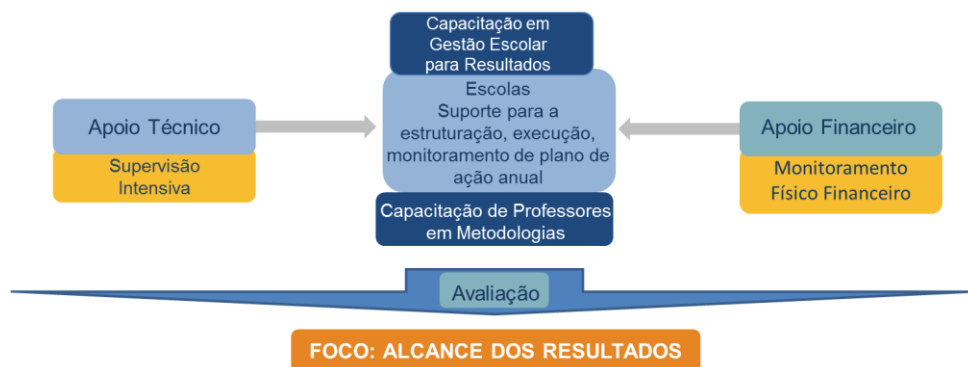 Capacitação em
Gestão Escolar
para Resultados
Escolas
Suporte para a
estruturação, execução,
monitoramento de plano de
ação anual
Capacitação de Professores
em Metodologias
Apoio Técnico
Supervisão
Intensiva
Apoio Financeiro
Monitoramento
Físico Financeiro
Avaliação
FOCO: ALCANCE DOS RESULTADOS